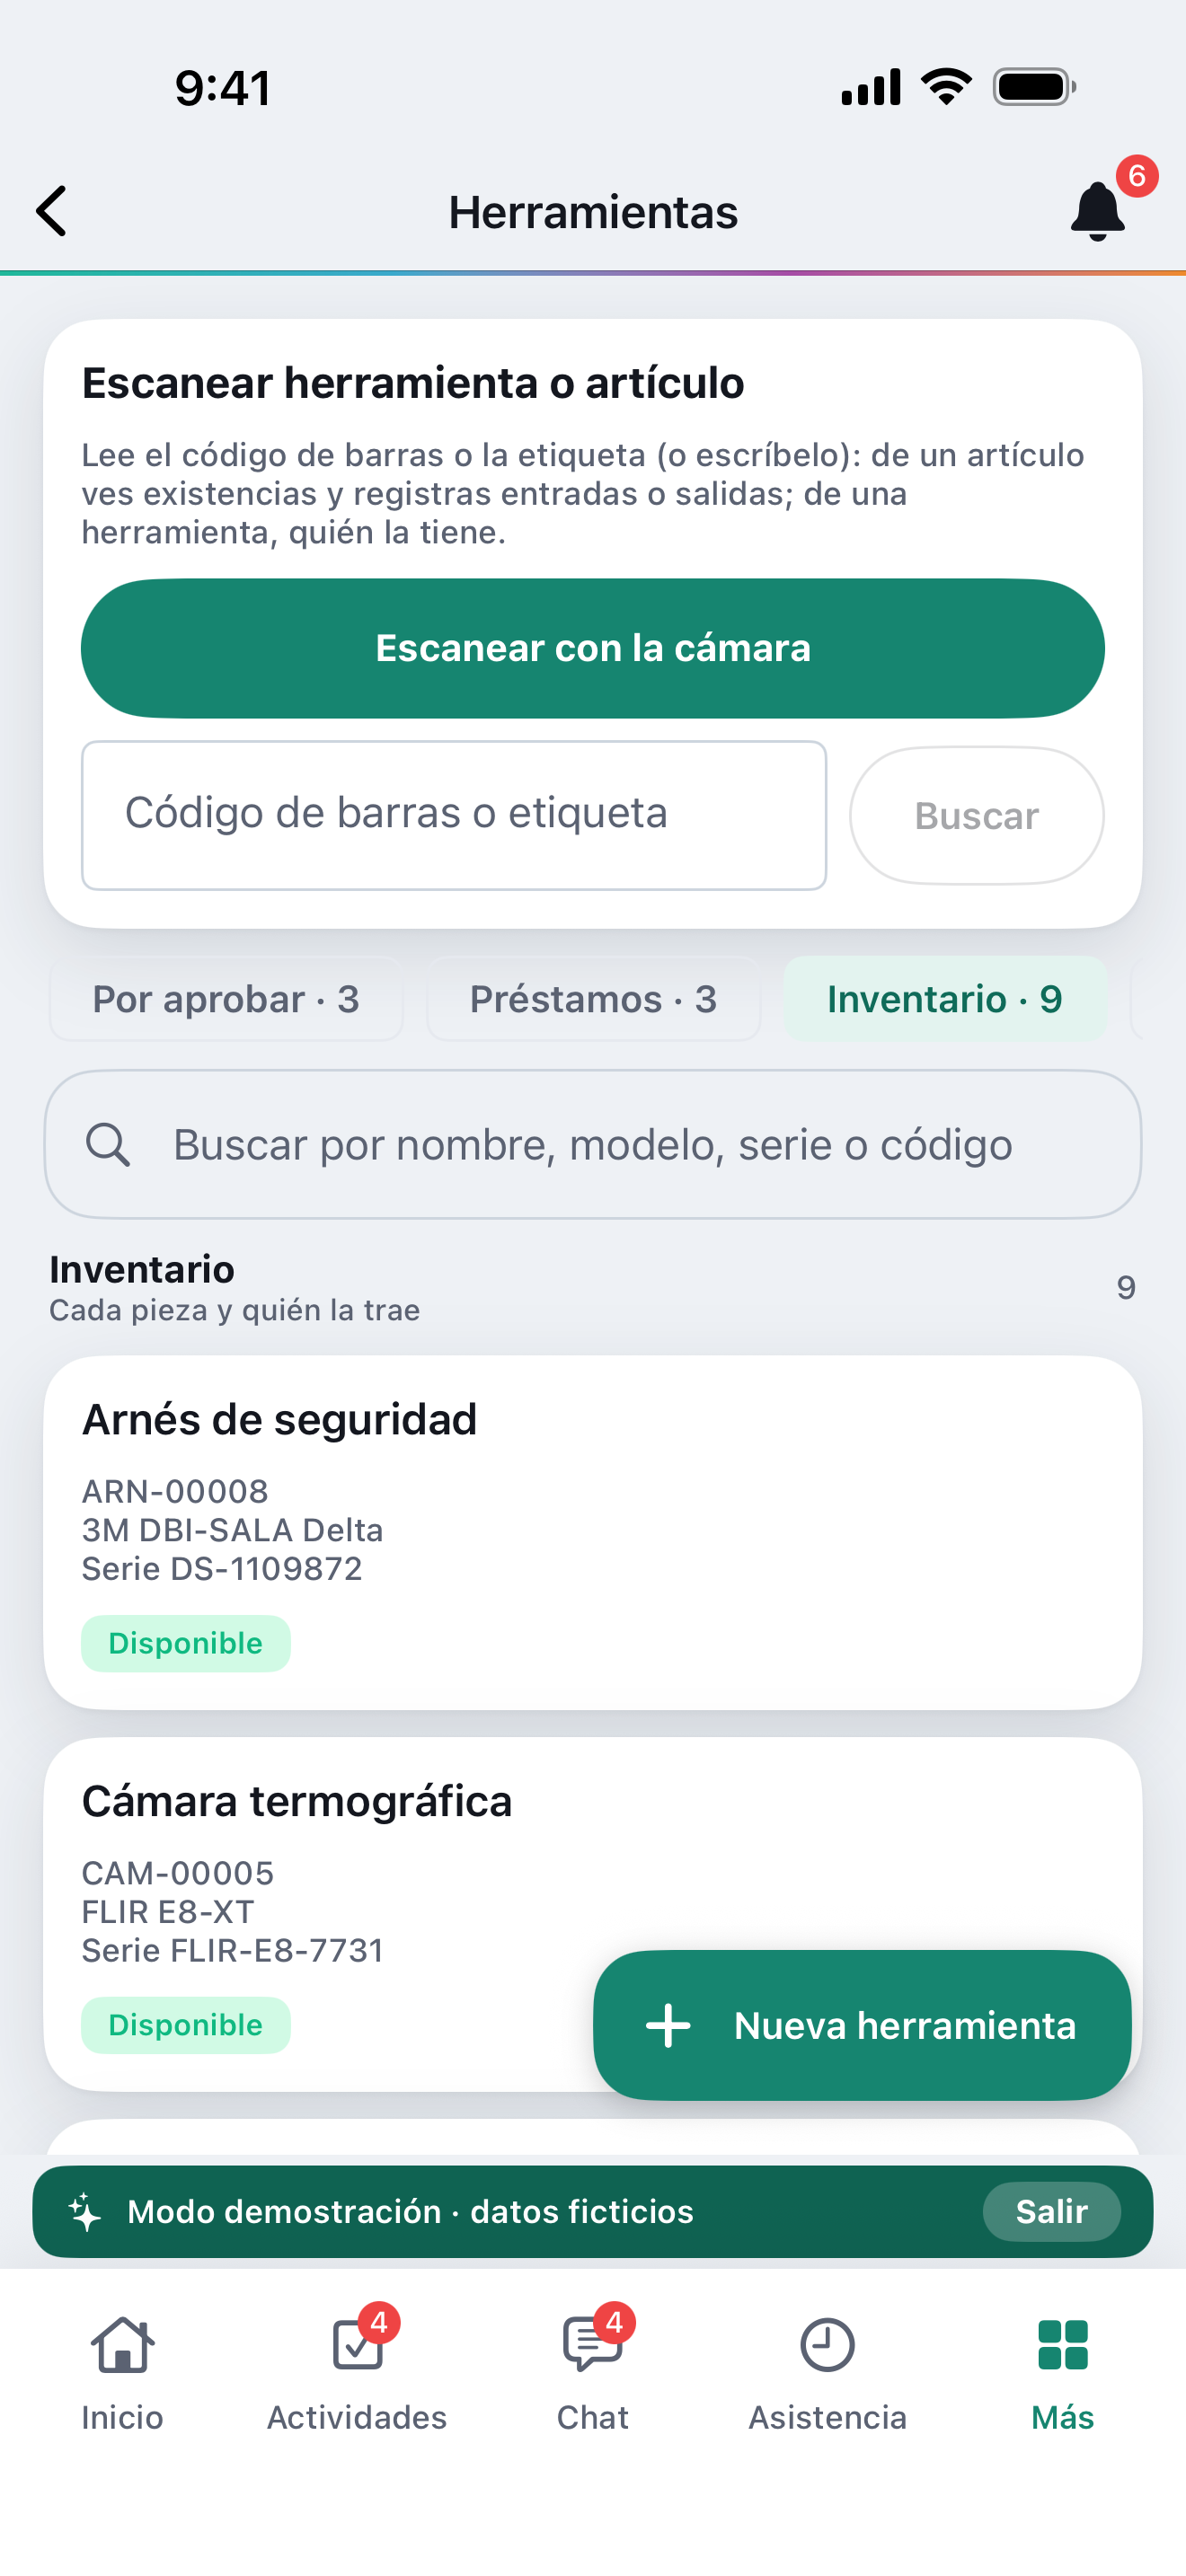 9:41
Herramientas
6
Escanear herramienta o artículo
Lee el código de barras o la etiqueta (o escríbelo): de un artículo
ves existencias y registras entradas o salidas; de una
herramienta, quién la tiene.
Escanear con la cámara
Código de barras o etiqueta
Buscar
Por aprobar · 3
Préstamos · 3
Inventario · 9
Buscar por nombre, modelo, serie o código
Inventario
9
Cada pieza y quién la trae
Arnés de seguridad
ARN-00008
3M DBI-SALA Delta
Serie DS-1109872
Disponible
Cámara termográfica
CAM-00005
FLIR E8-XT
Serie FLIR-E8-7731
Disponible
Nueva herramienta
Modo demostración · datos ficticios
Salir
4
4
Inicio
Actividades
Chat
Asistencia
Más